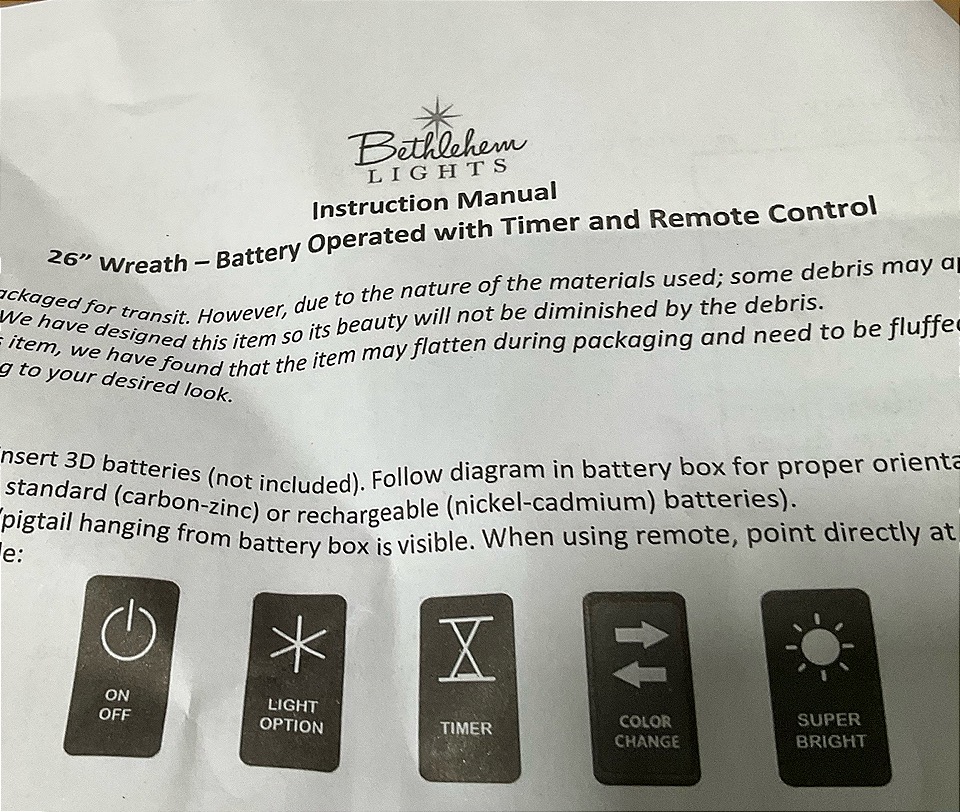 Bethlehem
LIGHTS
Instruction Manual
26” Wreath – Battery Operated with Timer and Remote Control
for transit. However, due to the nature of the materials used; some debris may
We have designed this item so its beauty will not be diminished by the debris.
item, we have found that the item may flatten during packaging and need to be
to your desired look.
3D batteries (not included). Follow diagram in battery box for proper
standard (carbon-zinc) or rechargeable (nickel-cadmium) batteries).
/pigtail hanging from battery box is visible. When using remote, point directly at
ON
OFF
LIGHT
OPTION
TIMER
COLOR
CHANGE
SUPER
BRIGHT